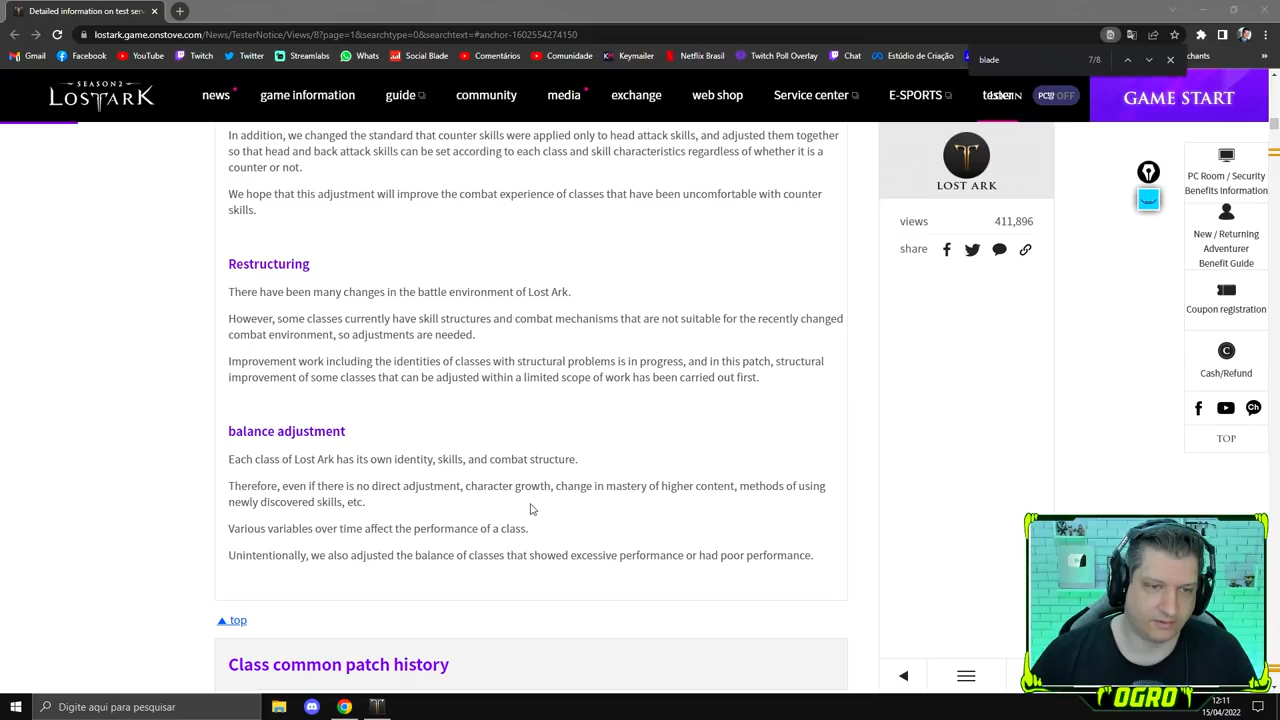 Detailed information on test serv
lostark.game.onstove.com/News/TesterNotice/Views/8?page=1&searchtype=0&searchtext=#anchor-1602554274150
Gmail Facebook YouTube Twitch Twitter Streamlabs Whats Social Blade Comentários Comunidade Keymailer Netflix Brasil Twitch Poll Overlay Chat Estúdio de Criação
blade 7/8
chants
SEASON2
LOSTARK
news game information guide community media exchange web shop Service center E-SPORTS tester
PC방 OFF
GAME START
In addition, we changed the standard that counter skills were applied only to head attack skills, and adjusted them together
so that head and back attack skills can be set according to each class and skill characteristics regardless of whether it is a
counter or not.
We hope that this adjustment will improve the combat experience of classes that have been uncomfortable with counter
skills.
Restructuring
There have been many changes in the battle environment of Lost Ark.
However, some classes currently have skill structures and combat mechanisms that are not suitable for the recently changed
combat environment, so adjustments are needed.
Improvement work including the identities of classes with structural problems is in progress, and in this patch, structural
improvement of some classes that can be adjusted within a limited scope of work has been carried out first.
balance adjustment
Each class of Lost Ark has its own identity, skills, and combat structure.
Therefore, even if there is no direct adjustment, character growth, change in mastery of higher content, methods of using
newly discovered skills, etc.
Various variables over time affect the performance of a class.
Unintentionally, we also adjusted the balance of classes that showed excessive performance or had poor performance.
top
Class common patch history
LOST ARK
views 411,896
share
PC Room / Security
Benefits Information
New / Returning
Adventurer
Benefit Guide
Coupon registration
C
Cash/Refund
Ch
TOP
OGRO
Digite aqui para pesquisar
12:11
15/04/2022